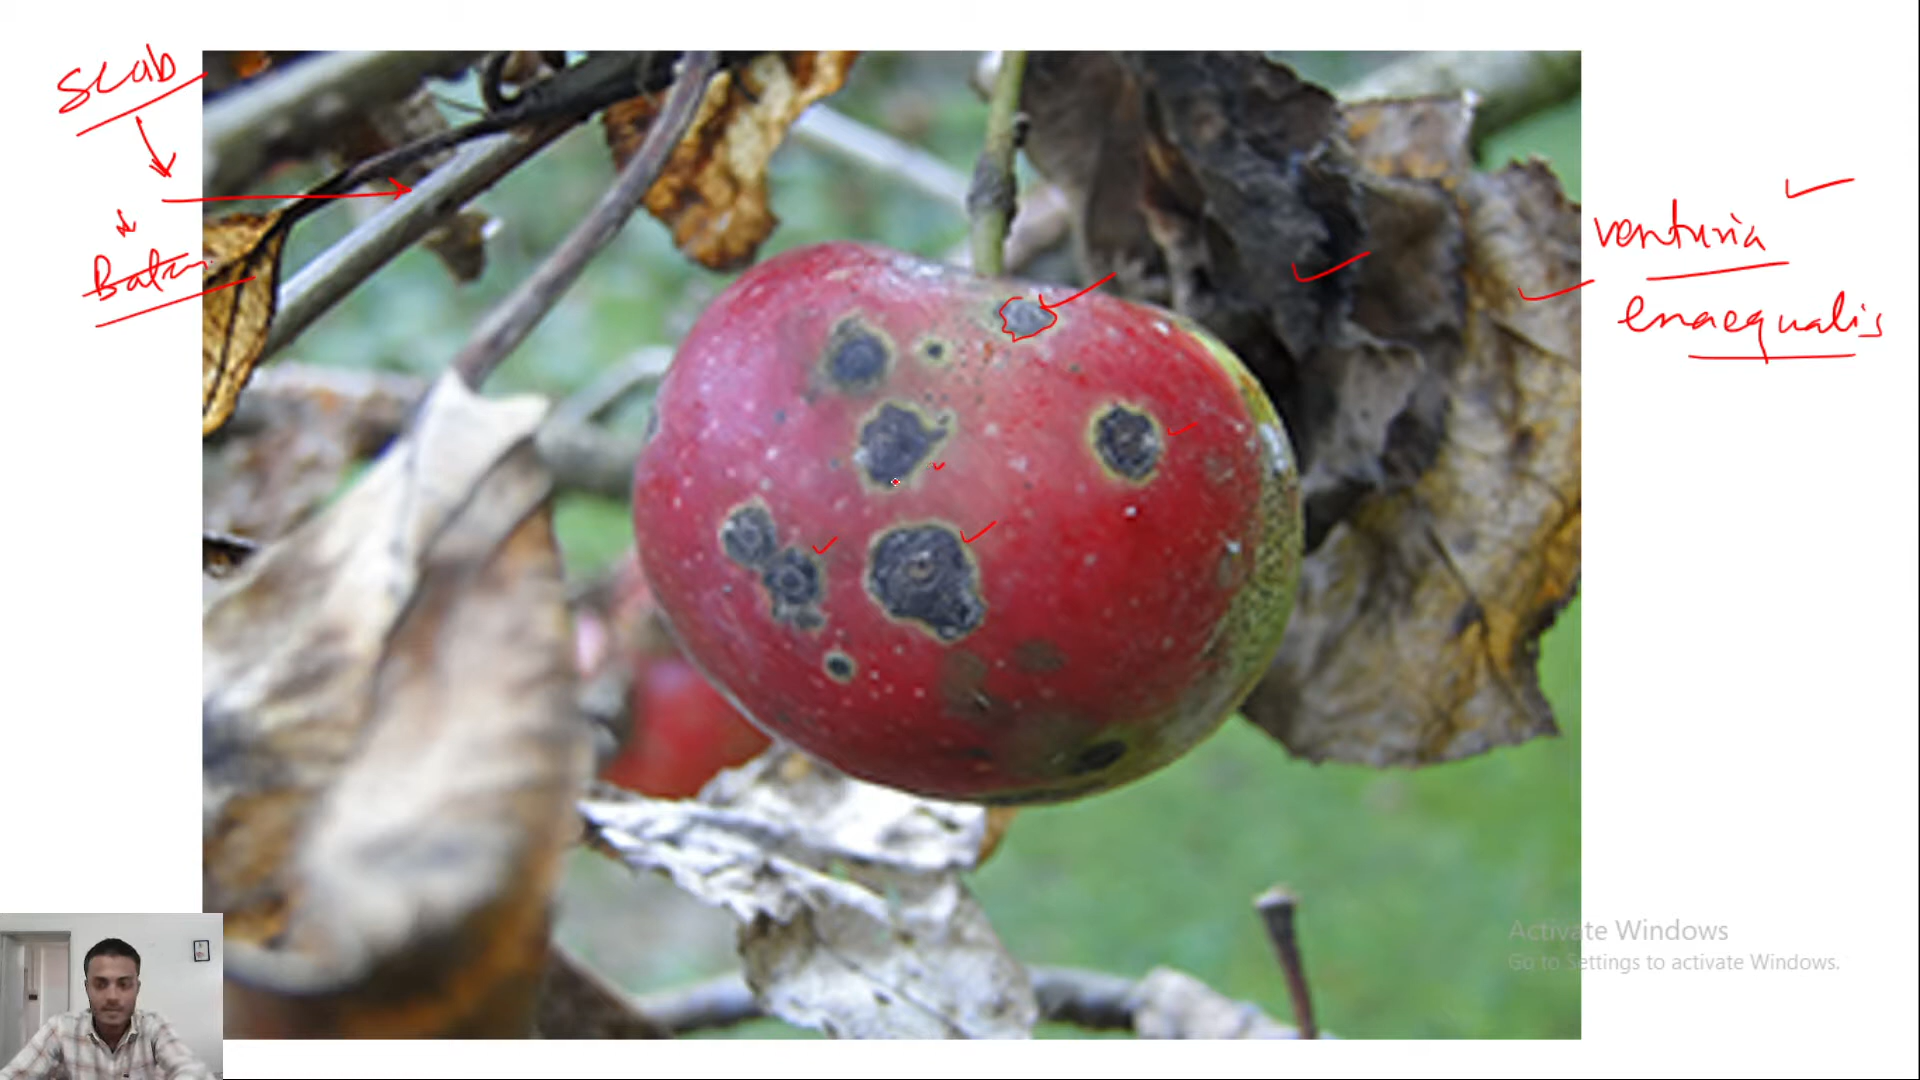 Scab
venturia
enaequalis
Activate Windows
Go to Settings to activate Windows.